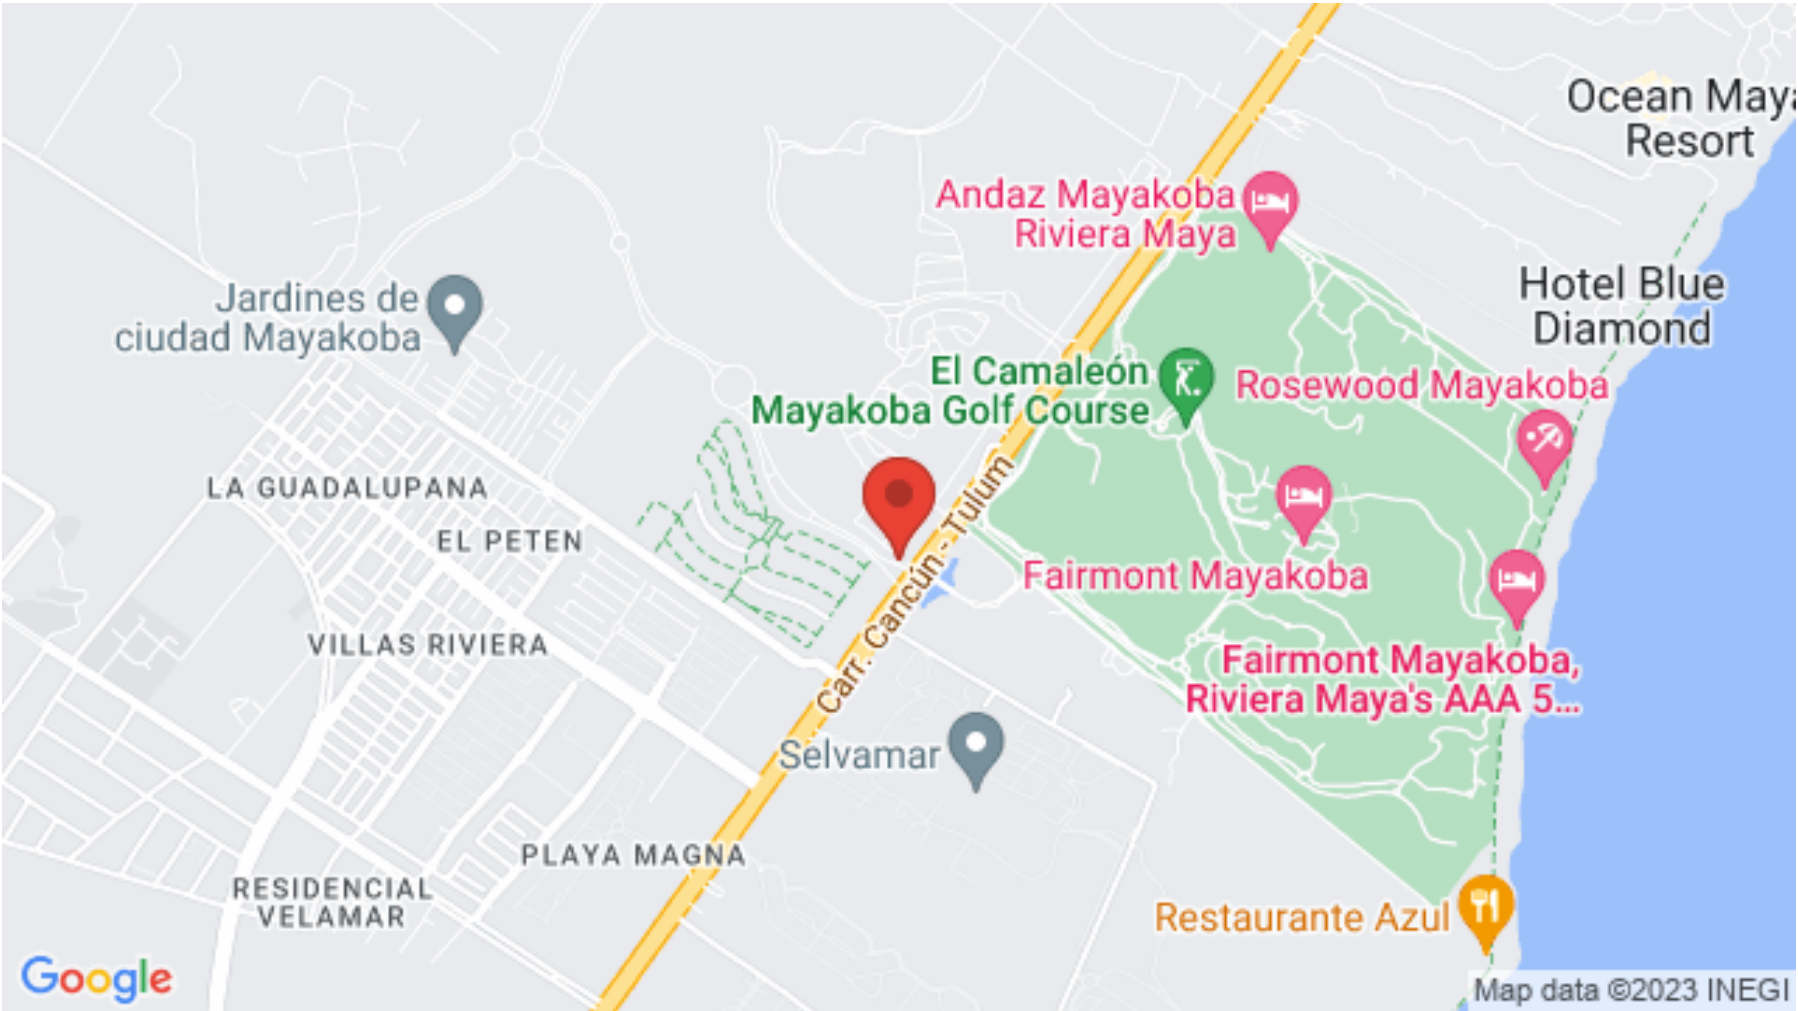 Ocean Maya
Resort
Andaz Mayakoba
Riviera Maya
Hotel Blue
Diamond
Jardines de
ciudad Mayakoba
El Camaleón
Mayakoba Golf Course
Rosewood Mayakoba
LA GUADALUPANA
EL PETEN
Carr. Cancún - Tulum
Fairmont Mayakoba
VILLAS RIVIERA
Fairmont Mayakoba,
Riviera Maya's AAA 5...
Selvamar
PLAYA MAGNA
RESIDENCIAL
VELAMAR
Restaurante Azul
Google
Map data ©2023 INEGI